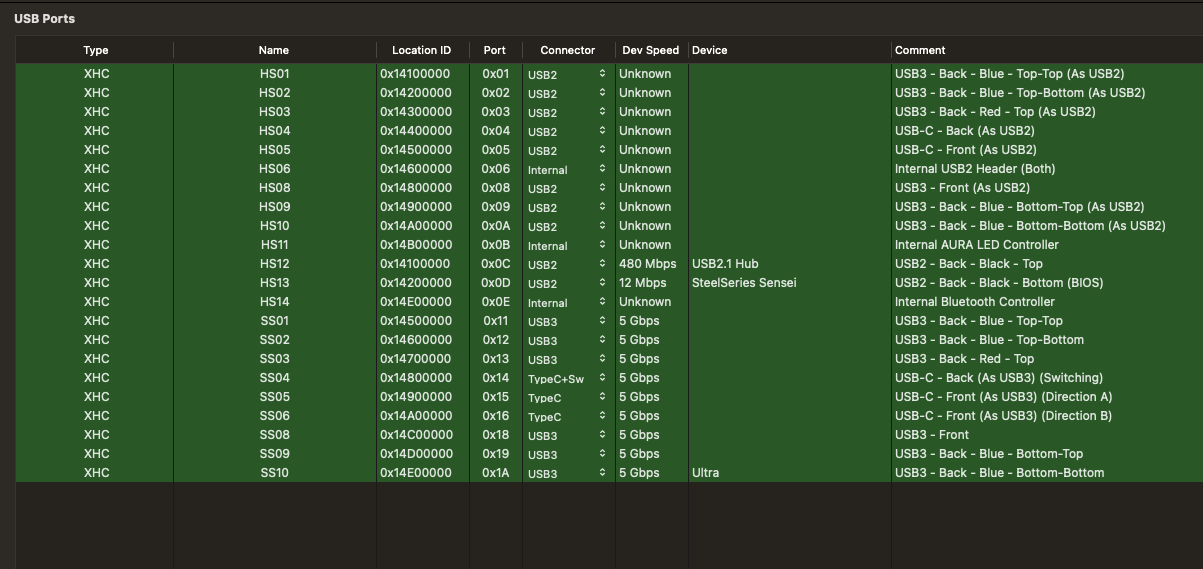 USB Ports
Type Name Location ID Port Connector Dev Speed Device Comment
XHC HS01 0x14100000 0x01 USB2 Unknown USB3 - Back - Blue - Top-Top (As USB2)
XHC HS02 0x14200000 0x02 USB2 Unknown USB3 - Back - Blue - Top-Bottom (As USB2)
XHC HS03 0x14300000 0x03 USB2 Unknown USB3 - Back - Red - Top (As USB2)
XHC HS04 0x14400000 0x04 USB2 Unknown USB-C - Back (As USB2)
XHC HS05 0x14500000 0x05 USB2 Unknown USB-C - Front (As USB2)
XHC HS06 0x14600000 0x06 Internal Unknown Internal USB2 Header (Both)
XHC HS08 0x14800000 0x08 USB2 Unknown USB3 - Front (As USB2)
XHC HS09 0x14900000 0x09 USB2 Unknown USB3 - Back - Blue - Bottom-Top (As USB2)
XHC HS10 0x14A00000 0x0A USB2 Unknown USB3 - Back - Blue - Bottom-Bottom (As USB2)
XHC HS11 0x14B00000 0x0B Internal Unknown Internal AURA LED Controller
XHC HS12 0x14100000 0x0C USB2 480 Mbps USB2.1 Hub USB2 - Back - Black - Top
XHC HS13 0x14200000 0x0D USB2 12 Mbps SteelSeries Sensei USB2 - Back - Black - Bottom (BIOS)
XHC HS14 0x14E00000 0x0E Internal Unknown Internal Bluetooth Controller
XHC SS01 0x14500000 0x11 USB3 5 Gbps USB3 - Back - Blue - Top-Top
XHC SS02 0x14600000 0x12 USB3 5 Gbps USB3 - Back - Blue - Top-Bottom
XHC SS03 0x14700000 0x13 USB3 5 Gbps USB3 - Back - Red - Top
XHC SS04 0x14800000 0x14 TypeC+Sw 5 Gbps USB-C - Back (As USB3) (Switching)
XHC SS05 0x14900000 0x15 TypeC 5 Gbps USB-C - Front (As USB3) (Direction A)
XHC SS06 0x14A00000 0x16 TypeC 5 Gbps USB-C - Front (As USB3) (Direction B)
XHC SS08 0x14C00000 0x18 USB3 5 Gbps USB3 - Front
XHC SS09 0x14D00000 0x19 USB3 5 Gbps USB3 - Back - Blue - Bottom-Top
XHC SS10 0x14E00000 0x1A USB3 5 Gbps Ultra USB3 - Back - Blue - Bottom-Bottom